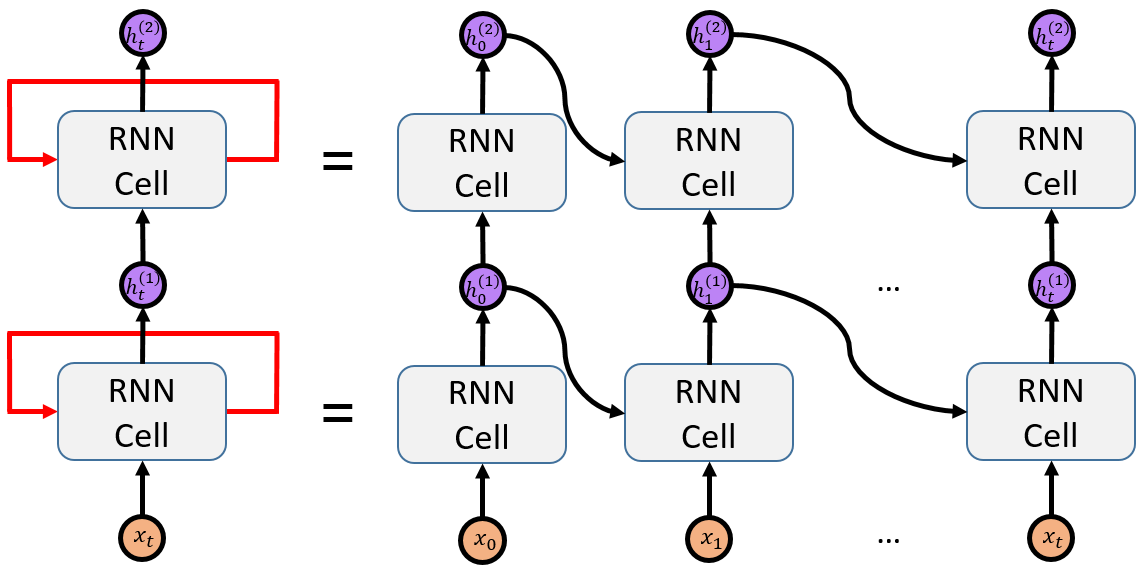 h_t^{(2)} h_0^{(2)} h_1^{(2)} h_t^{(2)}
RNN RNN RNN RNN
Cell = Cell Cell Cell
h_t^{(1)} h_0^{(1)} h_1^{(1)} ... h_t^{(1)}
RNN RNN RNN RNN
Cell = Cell Cell Cell
x_t x_0 x_1 ... x_t